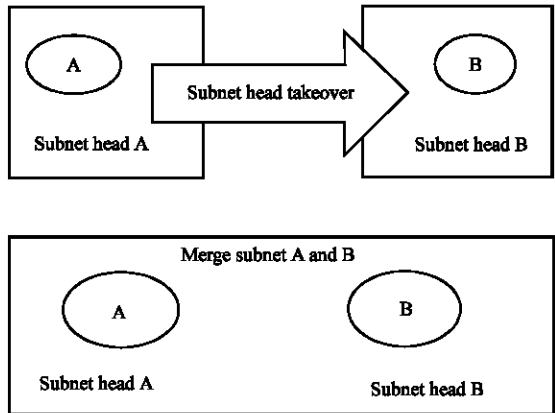 A
B
Subnet head takeover
Subnet head A
Subnet head B
Merge subnet A and B
A
B
Subnet head A
Subnet head B